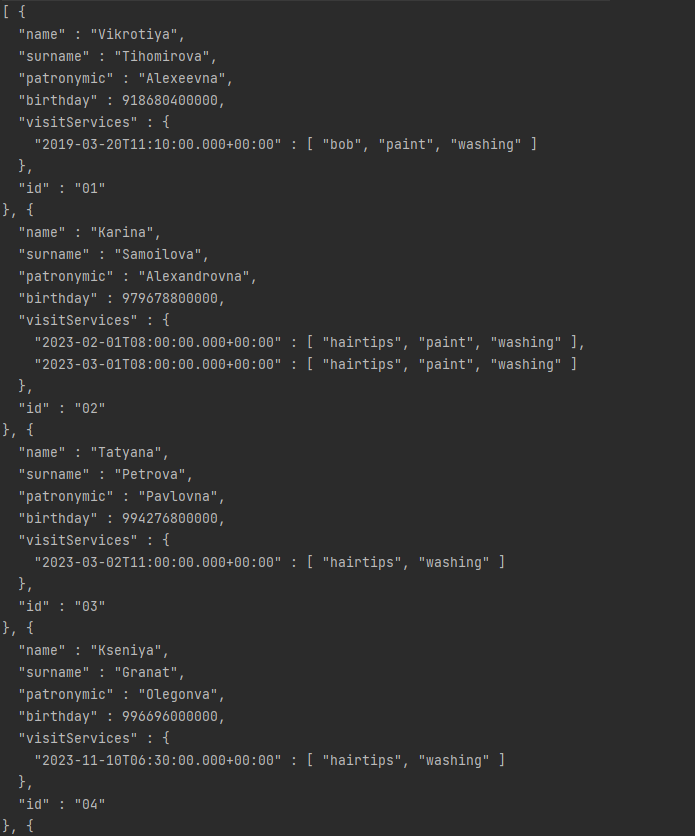 [ {
"name" : "Vikrotiya",
"surname" : "Tihomirova",
"patronymic" : "Alexeevna",
"birthday" : 918680400000,
"visitServices" : {
"2019-03-20T11:10:00.000+00:00" : [ "bob", "paint", "washing" ]
},
"id" : "01"
}, {
"name" : "Karina",
"surname" : "Samoilova",
"patronymic" : "Alexandrovna",
"birthday" : 979678800000,
"visitServices" : {
"2023-02-01T08:00:00.000+00:00" : [ "hairtips", "paint", "washing" ],
"2023-03-01T08:00:00.000+00:00" : [ "hairtips", "paint", "washing" ]
},
"id" : "02"
}, {
"name" : "Tatyana",
"surname" : "Petrova",
"patronymic" : "Pavlovna",
"birthday" : 994276800000,
"visitServices" : {
"2023-03-02T11:00:00.000+00:00" : [ "hairtips", "washing" ]
},
"id" : "03"
}, {
"name" : "Kseniya",
"surname" : "Granat",
"patronymic" : "Olegonva",
"birthday" : 996696000000,
"visitServices" : {
"2023-11-10T06:30:00.000+00:00" : [ "hairtips", "washing" ]
},
"id" : "04"
}, {